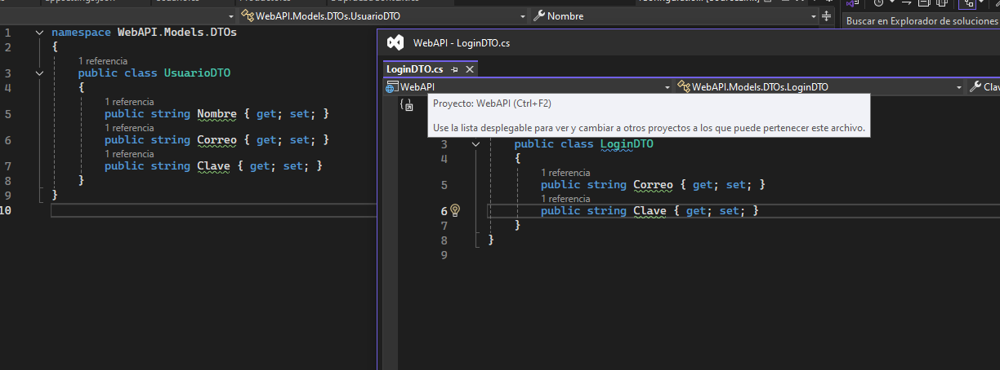 WebAPI.Models.DTOs.UsuarioDTO
Nombre
Buscar en Explorador de soluciones
1 namespace WebAPI.Models.DTOs
2 {
1 referencia
3 public class UsuarioDTO
4 {
1 referencia
5 public string Nombre { get; set; }
1 referencia
6 public string Correo { get; set; }
1 referencia
7 public string Clave { get; set; }
8 }
9 }
10
WebAPI - LoginDTO.cs
LoginDTO.cs
WebAPI
WebAPI.Models.DTOs.LoginDTO
Proyecto: WebAPI (Ctrl+F2)
Use la lista desplegable para ver y cambiar a otros proyectos a los que puede pertenecer este archivo.
3 public class LoginDTO
4 {
1 referencia
5 public string Correo { get; set; }
1 referencia
6 public string Clave { get; set; }
7 }
8 }
9